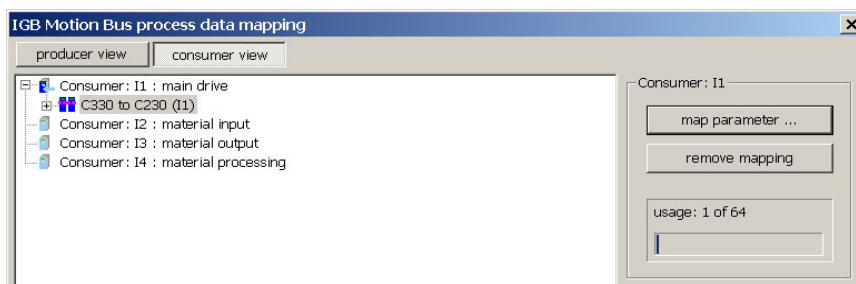 IGB Motion Bus process data mapping
producer view
consumer view
Consumer: I1 : main drive
C330 to C230 (I1)
Consumer: I2 : material input
Consumer: I3 : material output
Consumer: I4 : material processing
Consumer: I1
map parameter ...
remove mapping
usage: 1 of 64